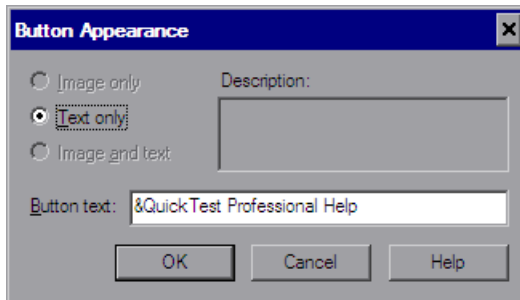 Button Appearance
Image only
Description:
Text only
Image and text
Button text: &QuickTest Professional Help
OK Cancel Help